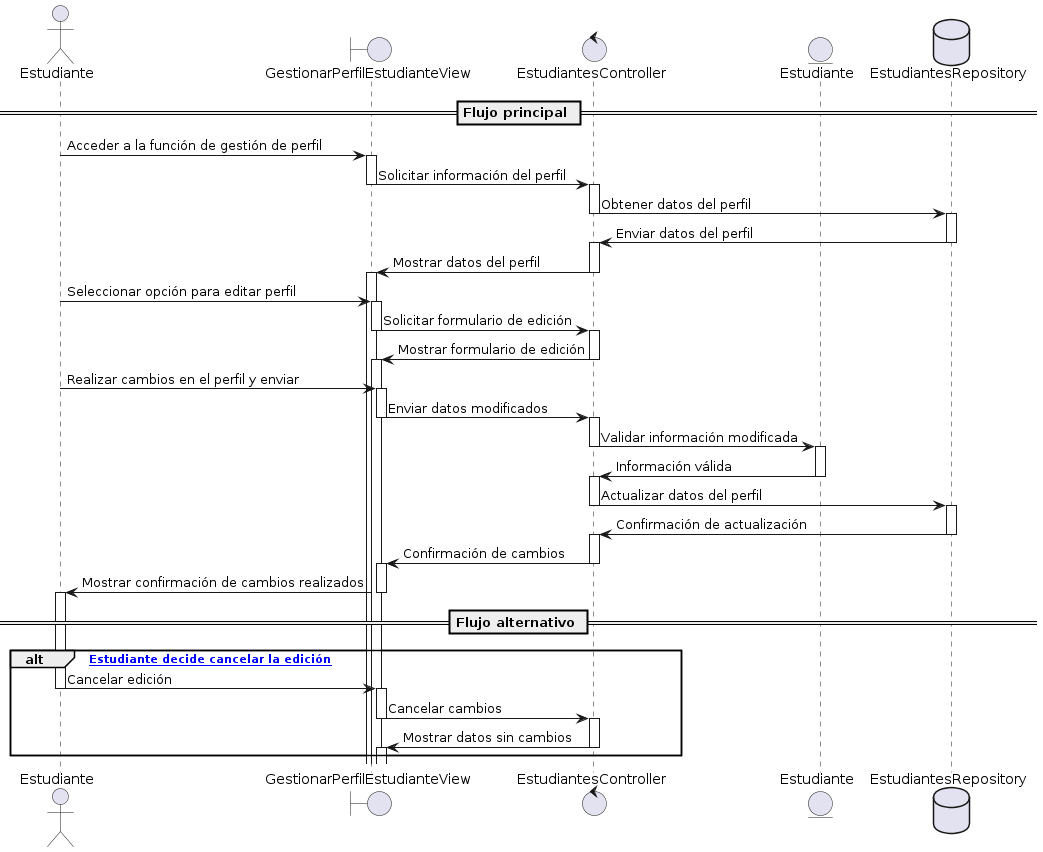 Estudiante
GestionarPerfilEstudianteView
EstudiantesController
Estudiante
EstudiantesRepository
Flujo principal
Acceder a la función de gestión de perfil
Solicitar información del perfil
Obtener datos del perfil
Enviar datos del perfil
Mostrar datos del perfil
Seleccionar opción para editar perfil
Solicitar formulario de edición
Mostrar formulario de edición
Realizar cambios en el perfil y enviar
Enviar datos modificados
Validar información modificada
Información válida
Actualizar datos del perfil
Confirmación de actualización
Confirmación de cambios
Mostrar confirmación de cambios realizados
Flujo alternativo
alt
Estudiante decide cancelar la edición
Cancelar edición
Cancelar cambios
Mostrar datos sin cambios
Estudiante
GestionarPerfilEstudianteView
EstudiantesController
Estudiante
EstudiantesRepository